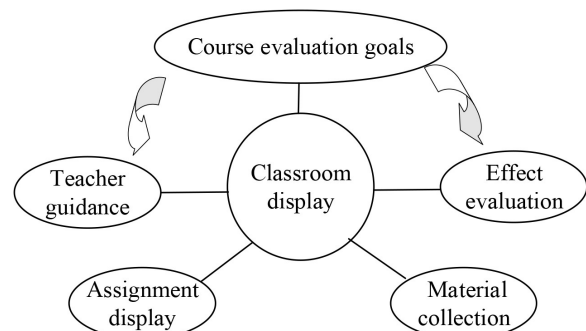 Course evaluation goals
Teacher
guidance
Classroom
display
Effect
evaluation
Assignment
display
Material
collection